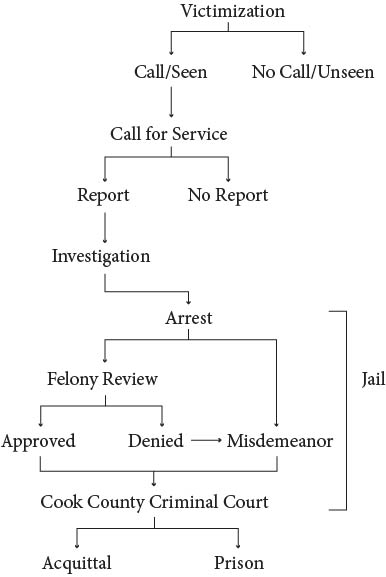 Victimization
Call/Seen
No Call/Unseen
Call for Service
Report
No Report
Investigation
Arrest
Jail
Felony Review
Approved
Denied
Misdemeanor
Cook County Criminal Court
Acquittal
Prison